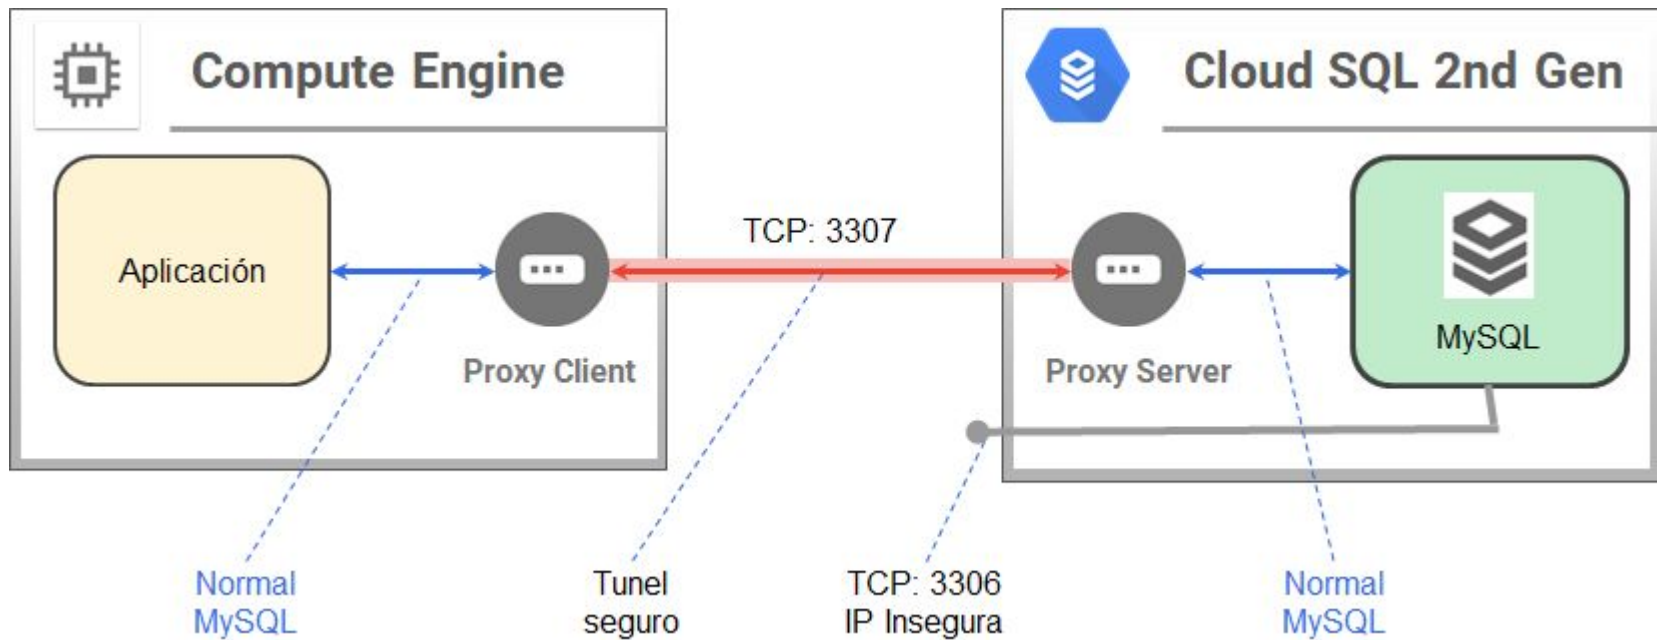 Compute Engine
Cloud SQL 2nd Gen
Aplicación
TCP: 3307
MySQL
Proxy Client
Proxy Server
Normal
MySQL
Tunel
seguro
TCP: 3306
IP Insegura
Normal
MySQL